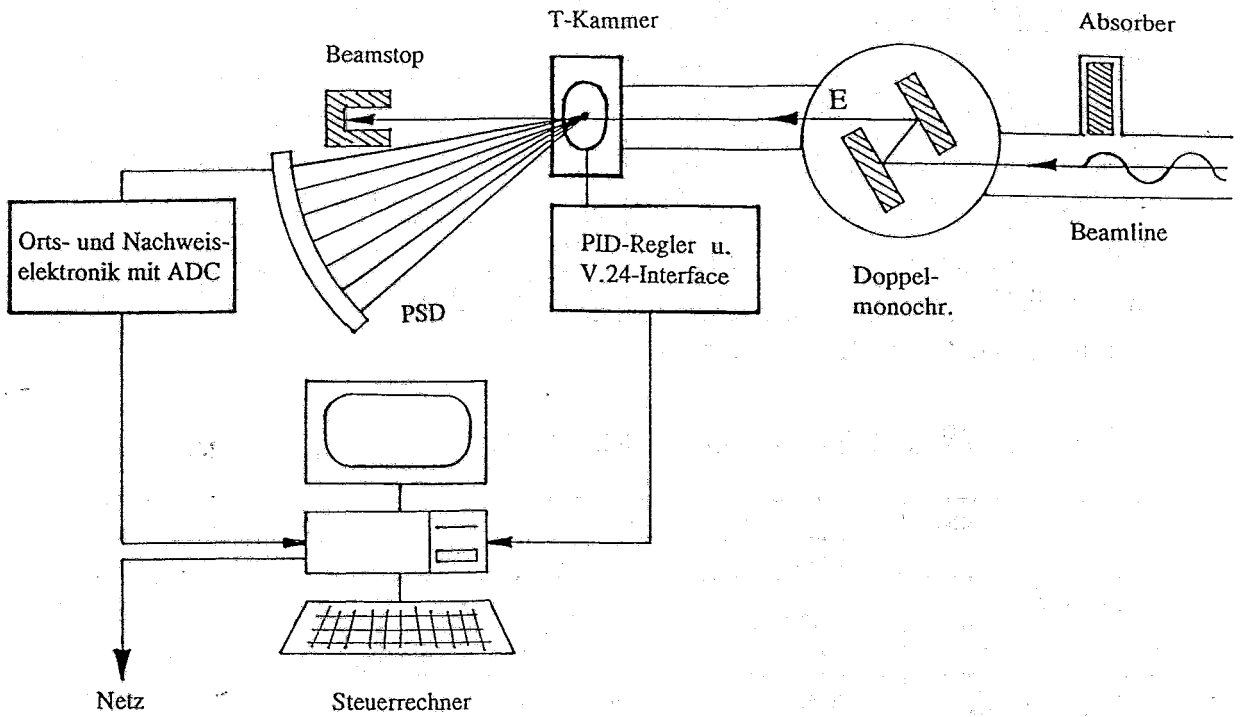 T-Kammer
Absorber
Beamstop
E
Beamline
Orts- und Nachweis-
elektronik mit ADC
PID-Regler u.
V.24-Interface
Doppel-
monochr.
PSD
Netz
Steuerrechner